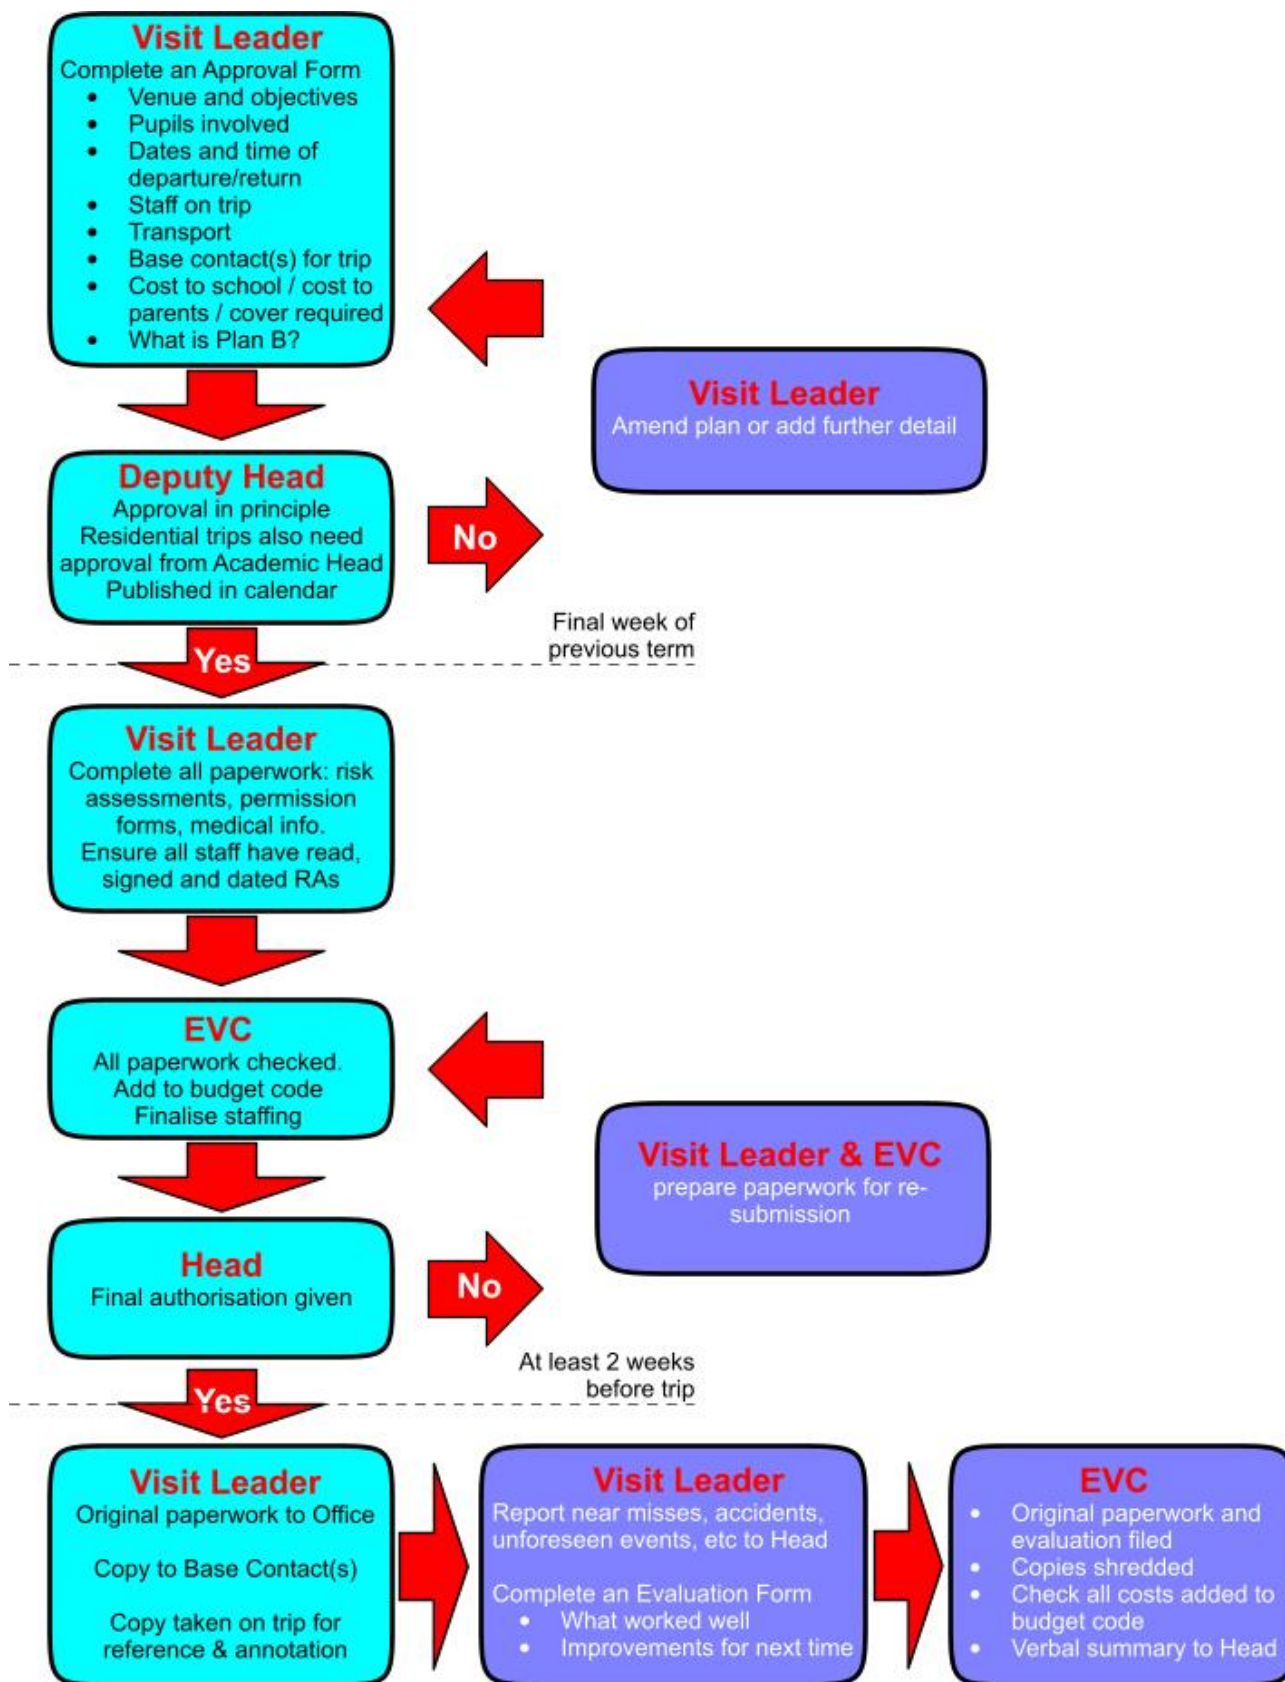 Visit Leader
Complete an Approval Form
• Venue and objectives
• Pupils involved
• Dates and time of
departure/return
• Staff on trip
• Transport
• Base contact(s) for trip
• Cost to school / cost to
parents / cover required
• What is Plan B?
Visit Leader
Amend plan or add further detail
Deputy Head
Approval in principle
Residential trips also need
approval from Academic Head
Published in calendar
No
Final week of
previous term
Yes
Visit Leader
Complete all paperwork: risk
assessments, permission
forms, medical info.
Ensure all staff have read,
signed and dated RAs
EVC
All paperwork checked.
Add to budget code
Finalise staffing
Visit Leader & EVC
prepare paperwork for re-
submission
Head
Final authorisation given
No
At least 2 weeks
before trip
Yes
Visit Leader
Original paperwork to Office
Copy to Base Contact(s)
Copy taken on trip for
reference & annotation
Visit Leader
Report near misses, accidents,
unforeseen events, etc to Head
Complete an Evaluation Form
• What worked well
• Improvements for next time
EVC
• Original paperwork and
evaluation filed
• Copies shredded
• Check all costs added to
budget code
• Verbal summary to Head